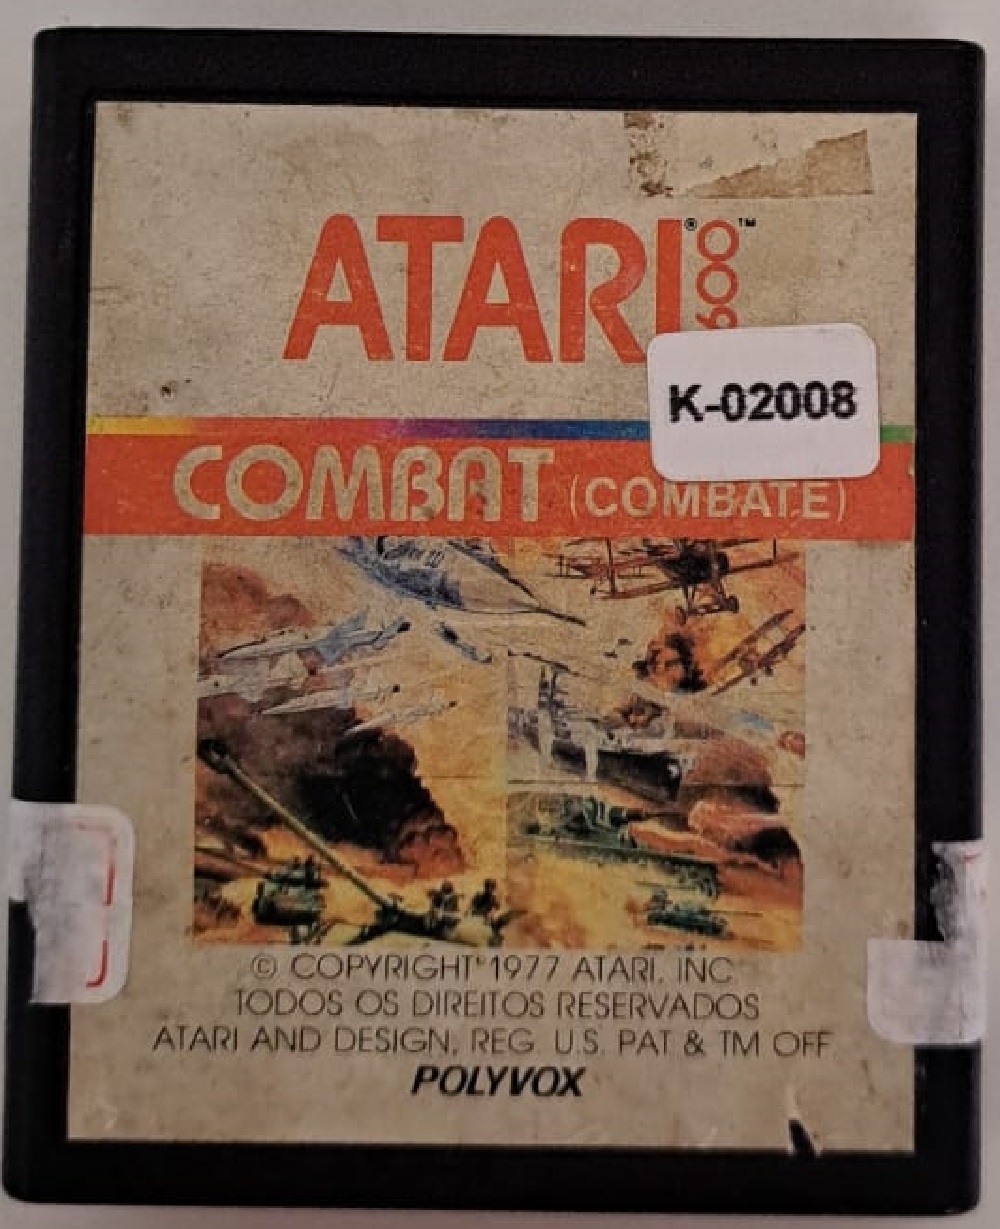 ATARI® 600™
K-02008
COMBAT (COMBATE)
© COPYRIGHT 1977 ATARI, INC
TODOS OS DIREITOS RESERVADOS
ATARI AND DESIGN, REG. U.S. PAT & TM OFF
POLYVOX